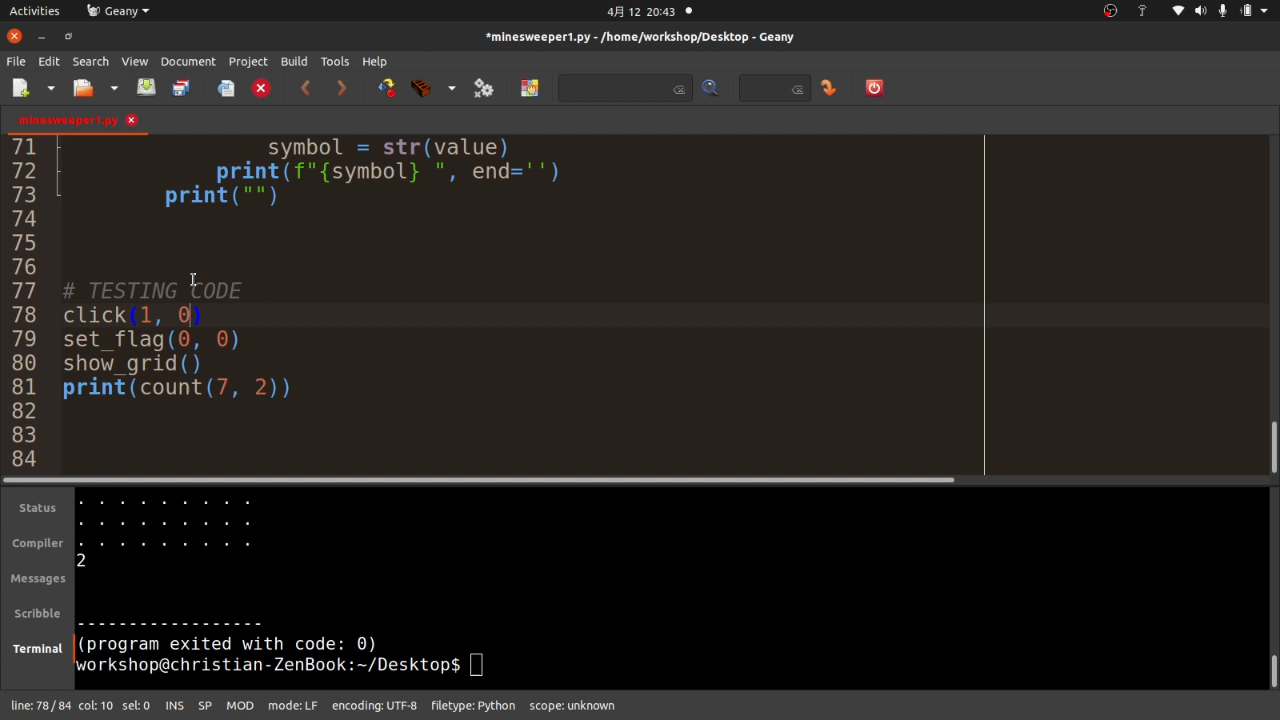 Activities Geany 4月 12 20:43
*minesweeper1.py - /home/workshop/Desktop - Geany
File Edit Search View Document Project Build Tools Help
minesweeper1.py
71 symbol = str(value)
72 print(f"{symbol} ", end='')
73 print("")
74
75
76
77 # TESTING CODE
78 click(1, 0)
79 set_flag(0, 0)
80 show_grid()
81 print(count(7, 2))
82
83
84
Status
Compiler
Messages
Scribble
Terminal
. . . . . . . . .
. . . . . . . . .
. . . . . . . . .
2
------------------
(program exited with code: 0)
workshop@christian-ZenBook:~/Desktop$
line: 78 / 84 col: 10 sel: 0 INS SP MOD mode: LF encoding: UTF-8 filetype: Python scope: unknown